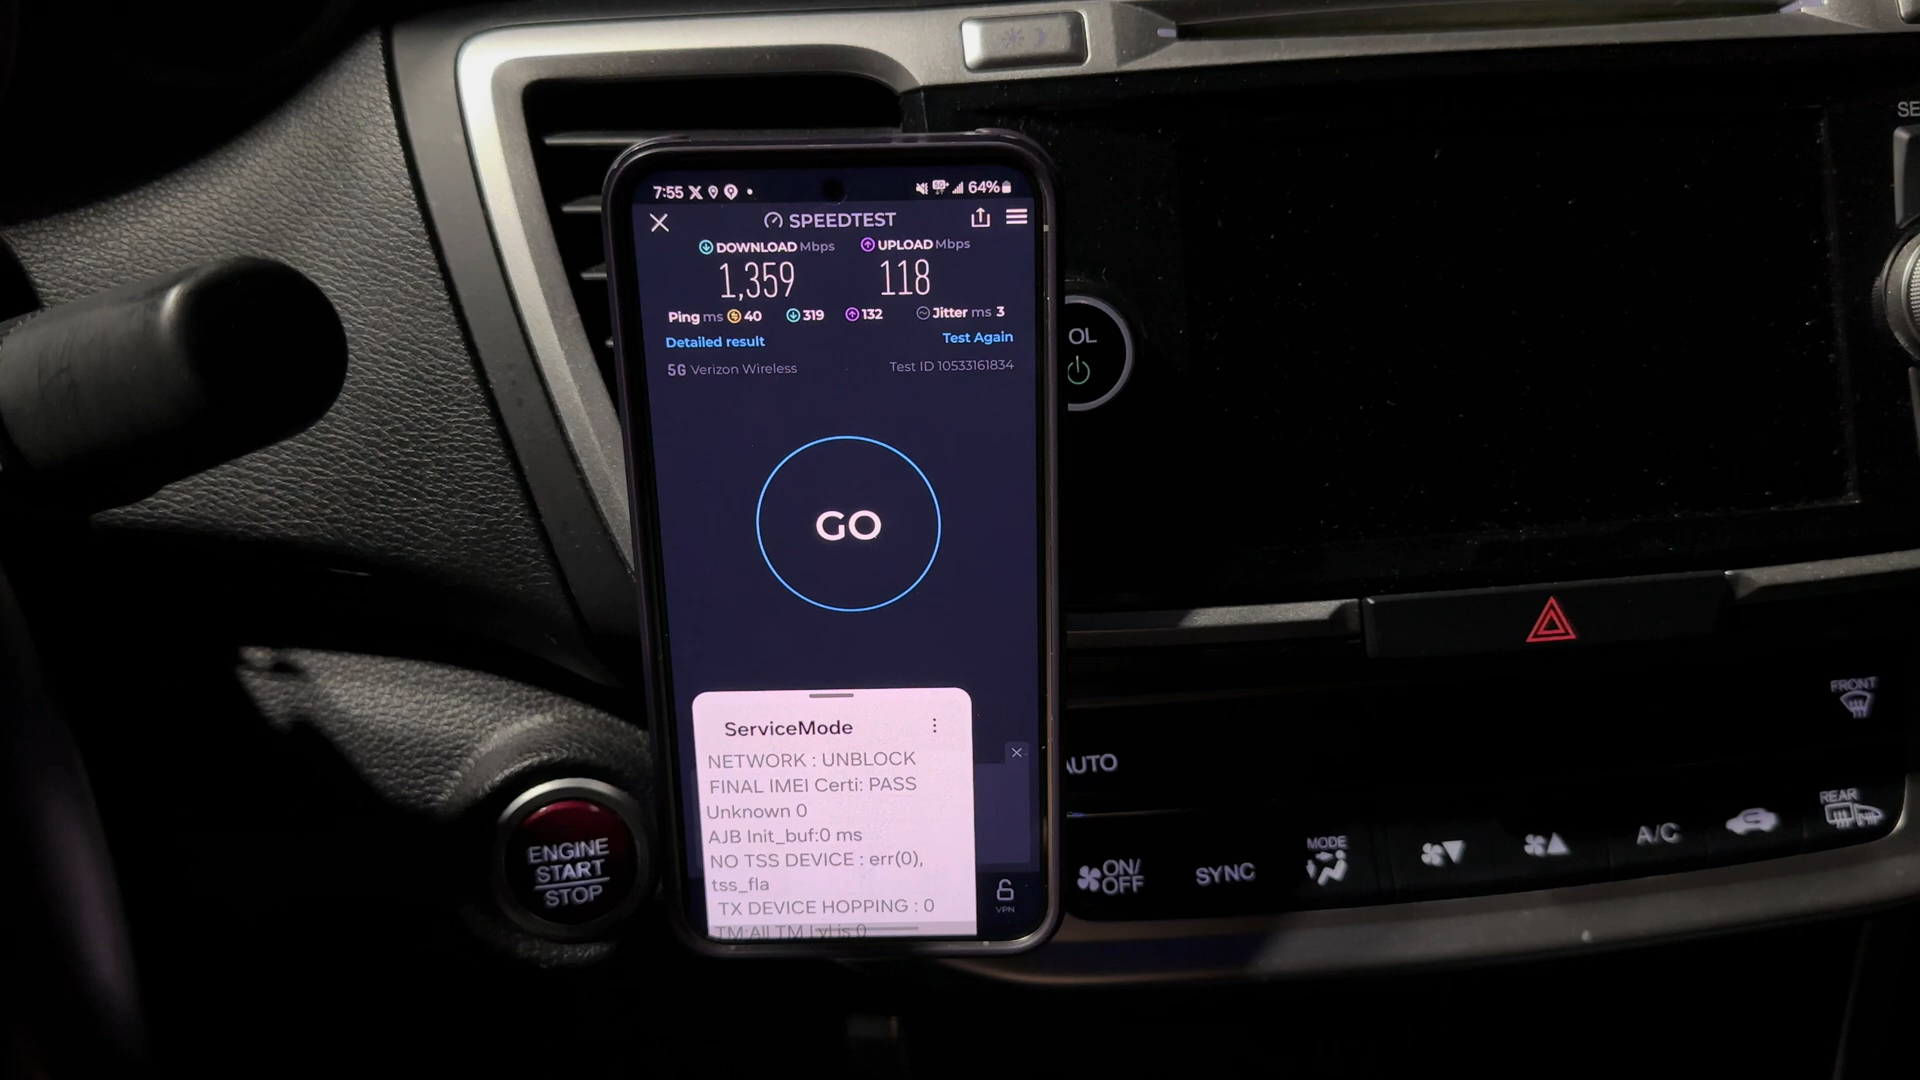 7:55 64%
SPEEDTEST
DOWNLOAD Mbps UPLOAD Mbps
1,359 118
Ping ms 40 319 132 Jitter ms 3
Detailed result Test Again
5G Verizon Wireless Test ID 10533161834
GO
ServiceMode
NETWORK : UNBLOCK
FINAL IMEI Certi: PASS
Unknown 0
AJB Init_buf:0 ms
NO TSS DEVICE : err(0),
tss_fla
TX DEVICE HOPPING : 0
VPN
ENGINE
START
STOP
OL
SE
AUTO
FRONT
ON/
OFF
SYNC
MODE
A/C
REAR